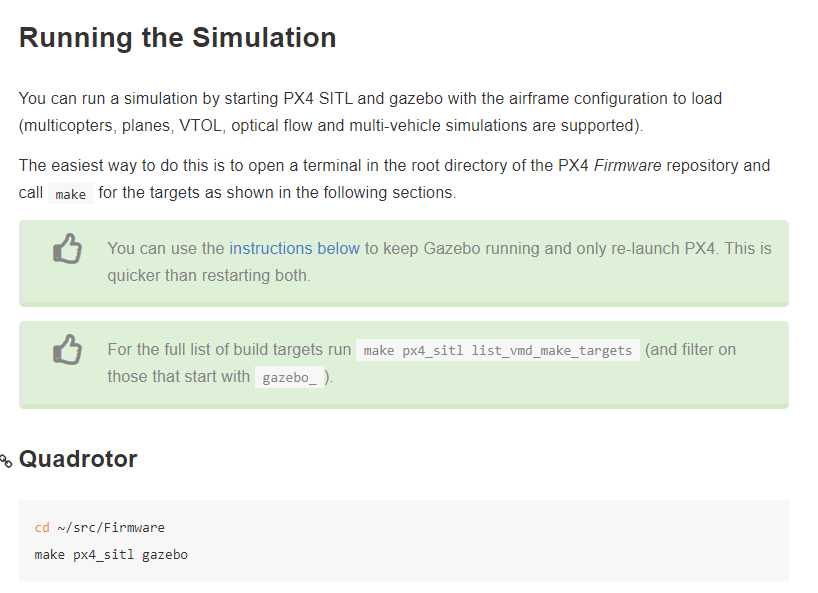 Running the Simulation
You can run a simulation by starting PX4 SITL and gazebo with the airframe configuration to load
(multicopters, planes, VTOL, optical flow and multi-vehicle simulations are supported).
The easiest way to do this is to open a terminal in the root directory of the PX4 Firmware repository and
call make for the targets as shown in the following sections.
You can use the instructions below to keep Gazebo running and only re-launch PX4. This is
quicker than restarting both.
For the full list of build targets run make px4_sitl list_vmd_make_targets (and filter on
those that start with gazebo_ ).
Quadrotor
cd ~/src/Firmware
make px4_sitl gazebo